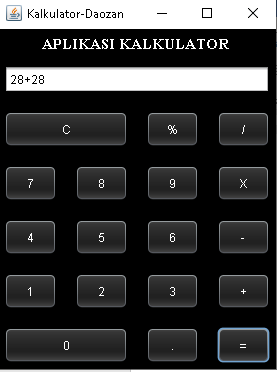 Kalkulator-Daozan
APLIKASI KALKULATOR
28+28
C % /
7 8 9 X
4 5 6 -
1 2 3 +
0 . =